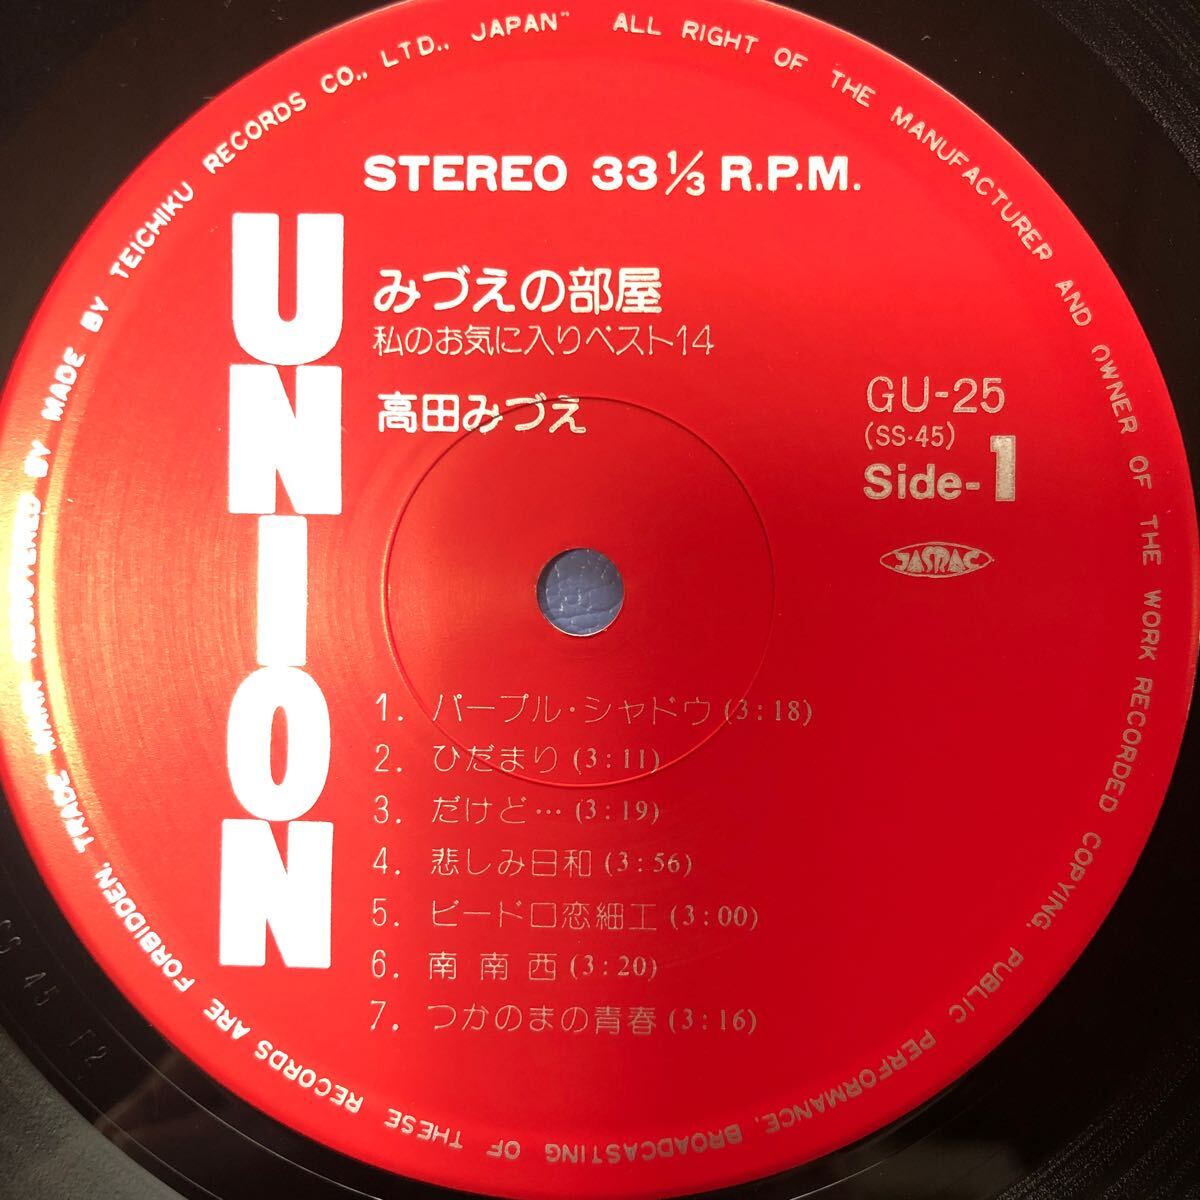 STEREO 33 1/3 R.P.M.
UNION
みづえの部屋
私のお気に入りベスト14
高田みづえ
GU-25
(SS·45)
Side-1
JASRAC
1. パープル・シャドウ (3:18)
2. ひだまり (3:11)
3. だけど… (3:19)
4. 悲しみ日和 (3:56)
5. ビードロ恋細工 (3:00)
6. 南南西 (3:20)
7. つかのまの青春 (3:16)
TRADE MARK REGISTERED BY MADE BY TEICHIKU RECORDS CO., LTD., JAPAN" ALL RIGHT OF THE MANUFACTURER AND OWNER OF THE WORK RECORDED COPYING, PUBLIC PERFORMANCE, BROADCASTING OF THESE RECORDS ARE FORBIDDEN.